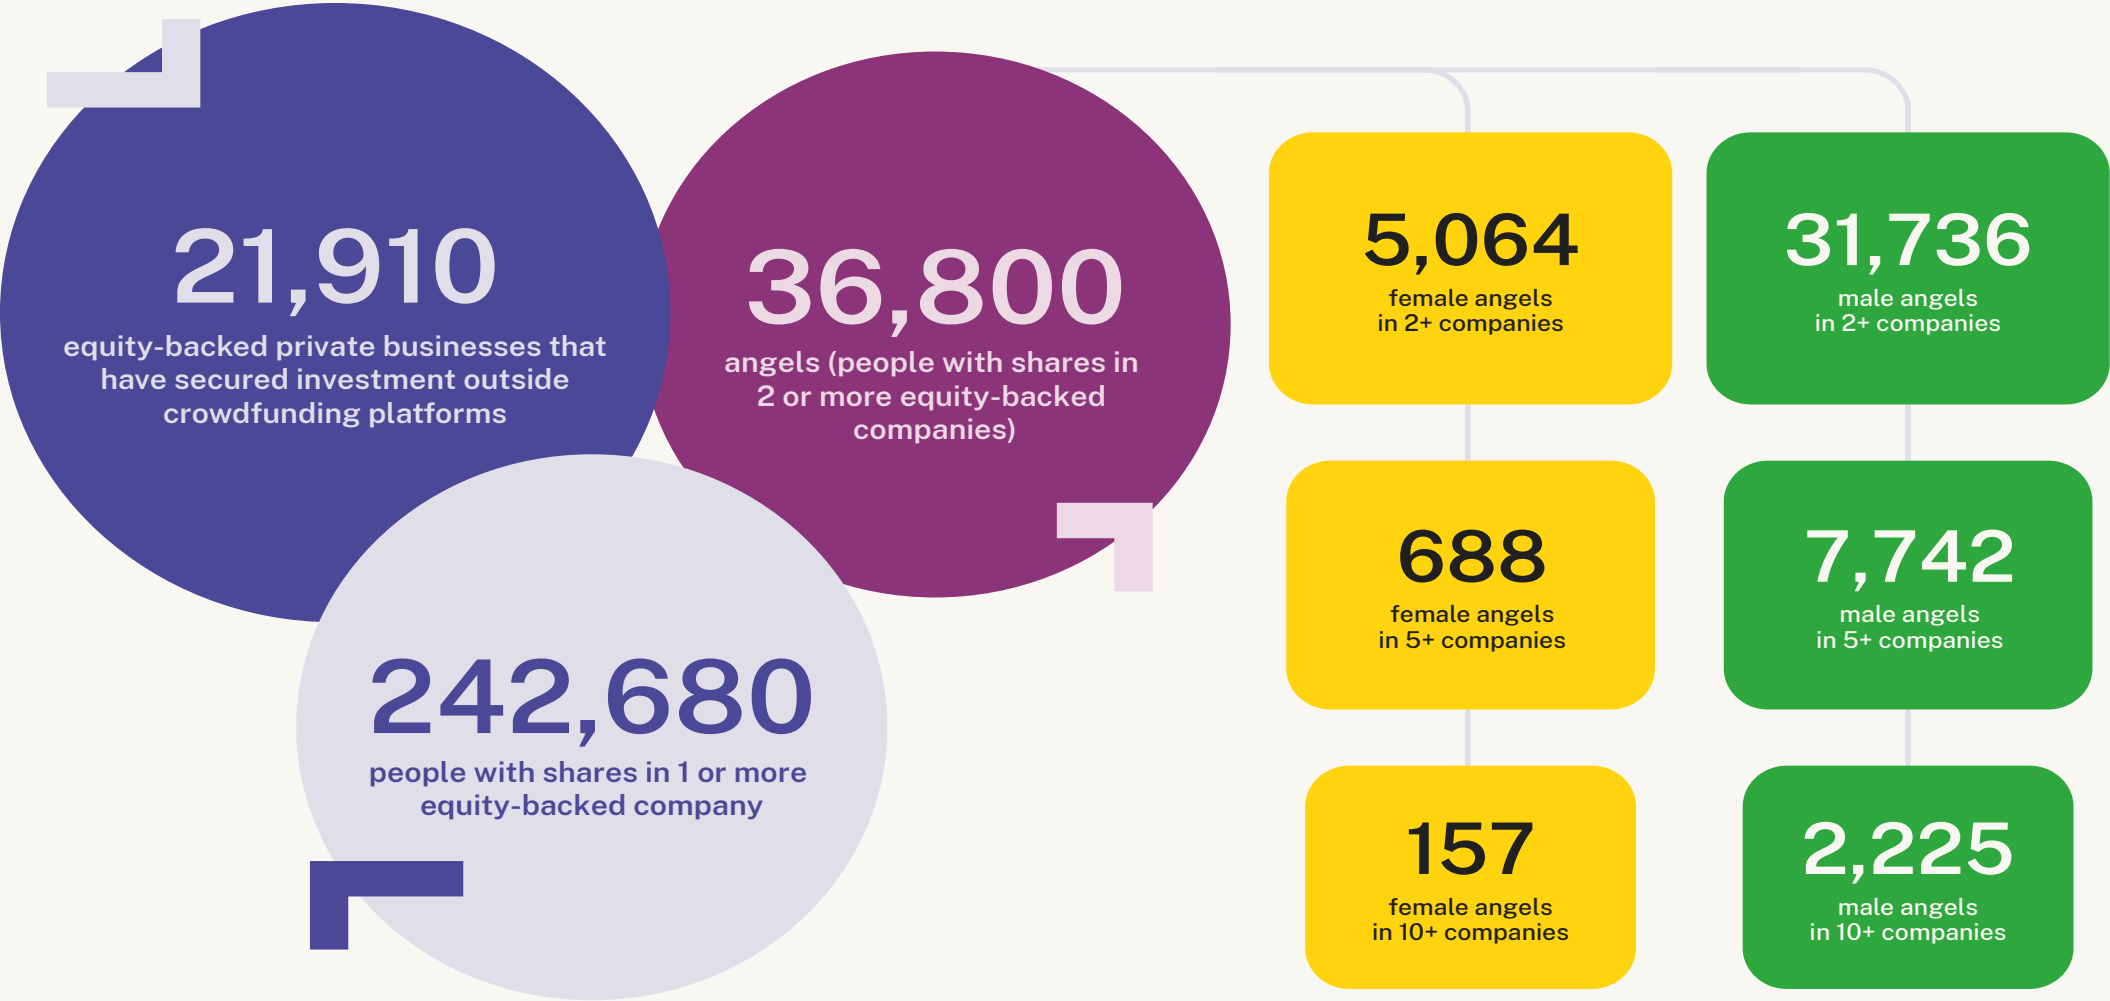 21,910
equity-backed private businesses that
have secured investment outside
crowdfunding platforms
36,800
angels (people with shares in
2 or more equity-backed
companies)
242,680
people with shares in 1 or more
equity-backed company
5,064
female angels
in 2+ companies
31,736
male angels
in 2+ companies
688
female angels
in 5+ companies
7,742
male angels
in 5+ companies
157
female angels
in 10+ companies
2,225
male angels
in 10+ companies